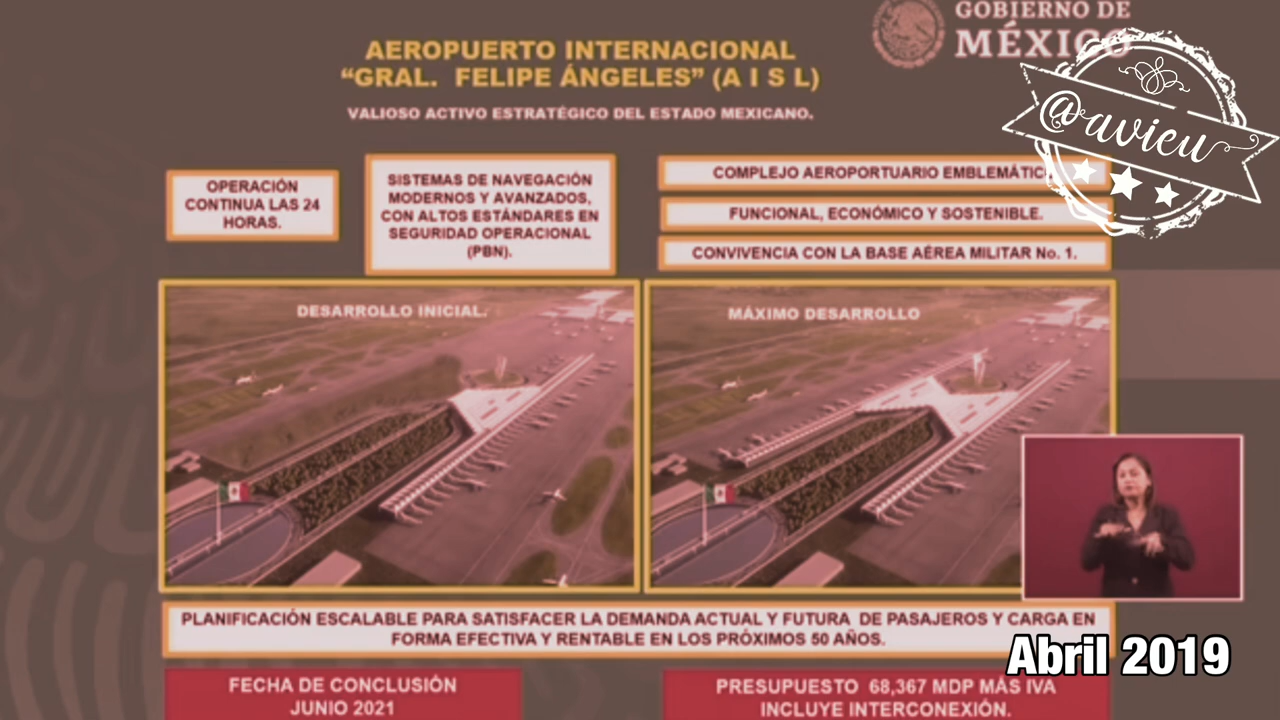 GOBIERNO DE
MÉXICO
@avieu
AEROPUERTO INTERNACIONAL
“GRAL. FELIPE ÁNGELES” (A I S L)
VALIOSO ACTIVO ESTRATÉGICO DEL ESTADO MEXICANO.
OPERACIÓN
CONTINUA LAS 24
HORAS.
SISTEMAS DE NAVEGACIÓN
MODERNOS Y AVANZADOS,
CON ALTOS ESTÁNDARES EN
SEGURIDAD OPERACIONAL
(PBN).
COMPLEJO AEROPORTUARIO EMBLEMÁTIC
FUNCIONAL, ECONÓMICO Y SOSTENIBLE.
CONVIVENCIA CON LA BASE AÉREA MILITAR No. 1.
DESARROLLO INICIAL.
MÁXIMO DESARROLLO
PLANIFICACIÓN ESCALABLE PARA SATISFACER LA DEMANDA ACTUAL Y FUTURA DE PASAJEROS Y CARGA EN
FORMA EFECTIVA Y RENTABLE EN LOS PRÓXIMOS 50 AÑOS.
Abril 2019
FECHA DE CONCLUSIÓN
JUNIO 2021
PRESUPUESTO 68,367 MDP MÁS IVA
INCLUYE INTERCONEXIÓN.